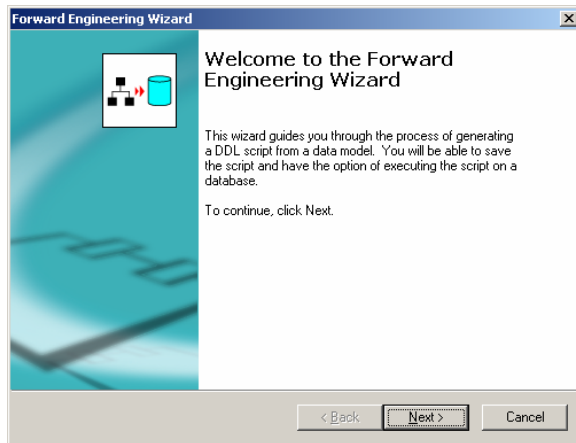 Forward Engineering Wizard
Welcome to the Forward
Engineering Wizard
This wizard guides you through the process of generating
a DDL script from a data model.  You will be able to save
the script and have the option of executing the script on a
database.
To continue, click Next.
< Back
Next >
Cancel